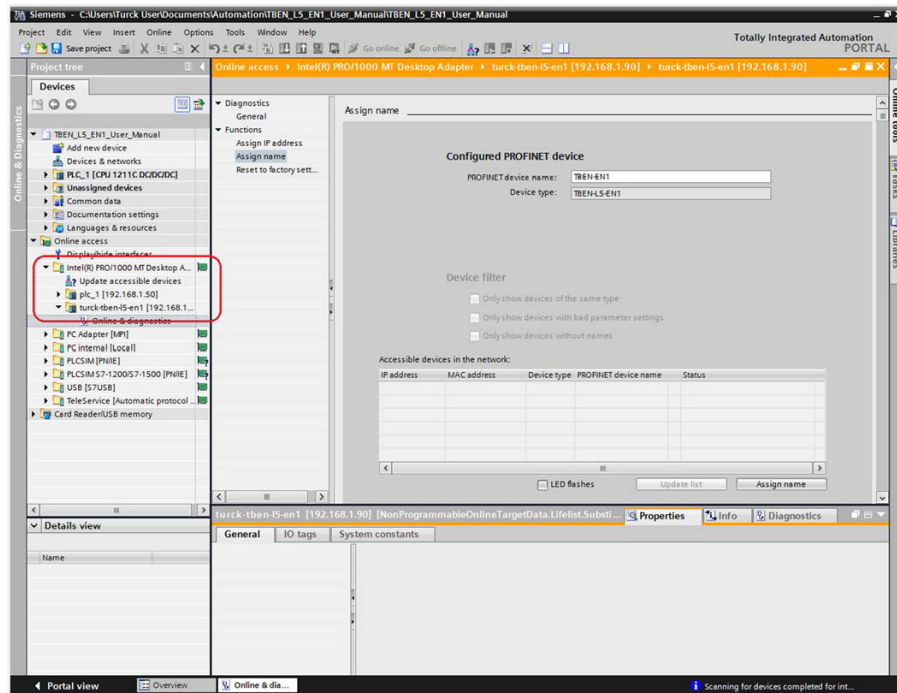 Siemens - C:\Users\Turck User\Documents\Automation\TBEN_L5_EN1_User_Manual\TBEN_L5_EN1_User_Manual
Project Edit View Insert Online Options Tools Window Help
Totally Integrated Automation
PORTAL
Save project
Go online
Go offline
Project tree
Devices
TBEN_L5_EN1_User_Manual
Add new device
Devices & networks
PLC_1 [CPU 1211C DC/DC/DC]
Unassigned devices
Common data
Documentation settings
Languages & resources
Online access
Display/hide interfaces
Intel(R) PRO/1000 MT Desktop A...
Update accessible devices
plc_1 [192.168.1.50]
turck-tben-l5-en1 [192.168.1...
Online & diagnostics
PC Adapter [MPI]
PC internal [Local]
PLCSIM [PN/IE]
PLCSIM S7-1200/S7-1500 [PN/IE]
USB [S7USB]
TeleService [Automatic protocol ...
Card Reader/USB memory
Details view
Name
Online & Diagnostics
Online access
Intel(R) PRO/1000 MT Desktop Adapter
turck-tben-l5-en1 [192.168.1.90]
turck-tben-l5-en1 [192.168.1.90]
Diagnostics
General
Functions
Assign IP address
Assign name
Reset to factory sett...
Assign name
Configured PROFINET device
PROFINET device name: TBEN-EN1
Device type: TBEN-L5-EN1
Device filter
Only show devices of the same type
Only show devices with bad parameter settings
Only show devices without names
Accessible devices in the network:
IP address MAC address Device type PROFINET device name Status
LED flashes
Update list
Assign name
turck-tben-l5-en1 [192.168.1.90] [NonProgrammableOnlineTargetData.Lifelist.Substi...
Properties
Info
Diagnostics
General
IO tags
System constants
Online tools
Tasks
Libraries
Portal view
Overview
Online & dia...
Scanning for devices completed for int...